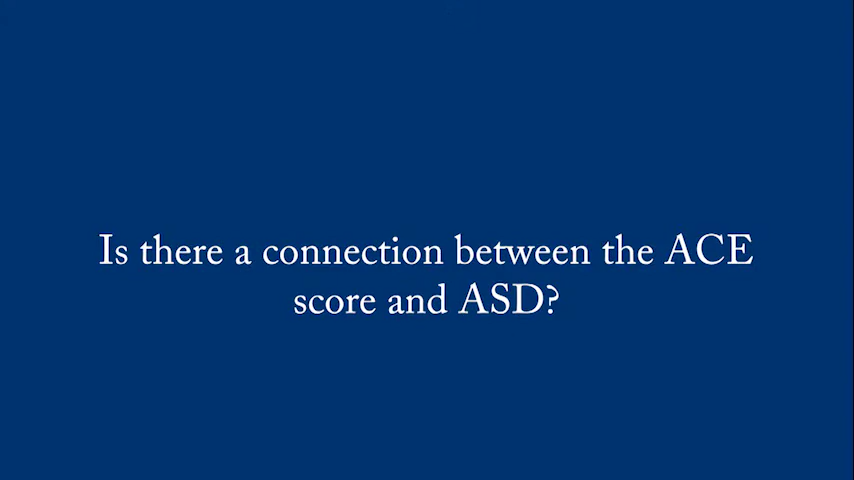 Is there a connection between the ACE
score and ASD?